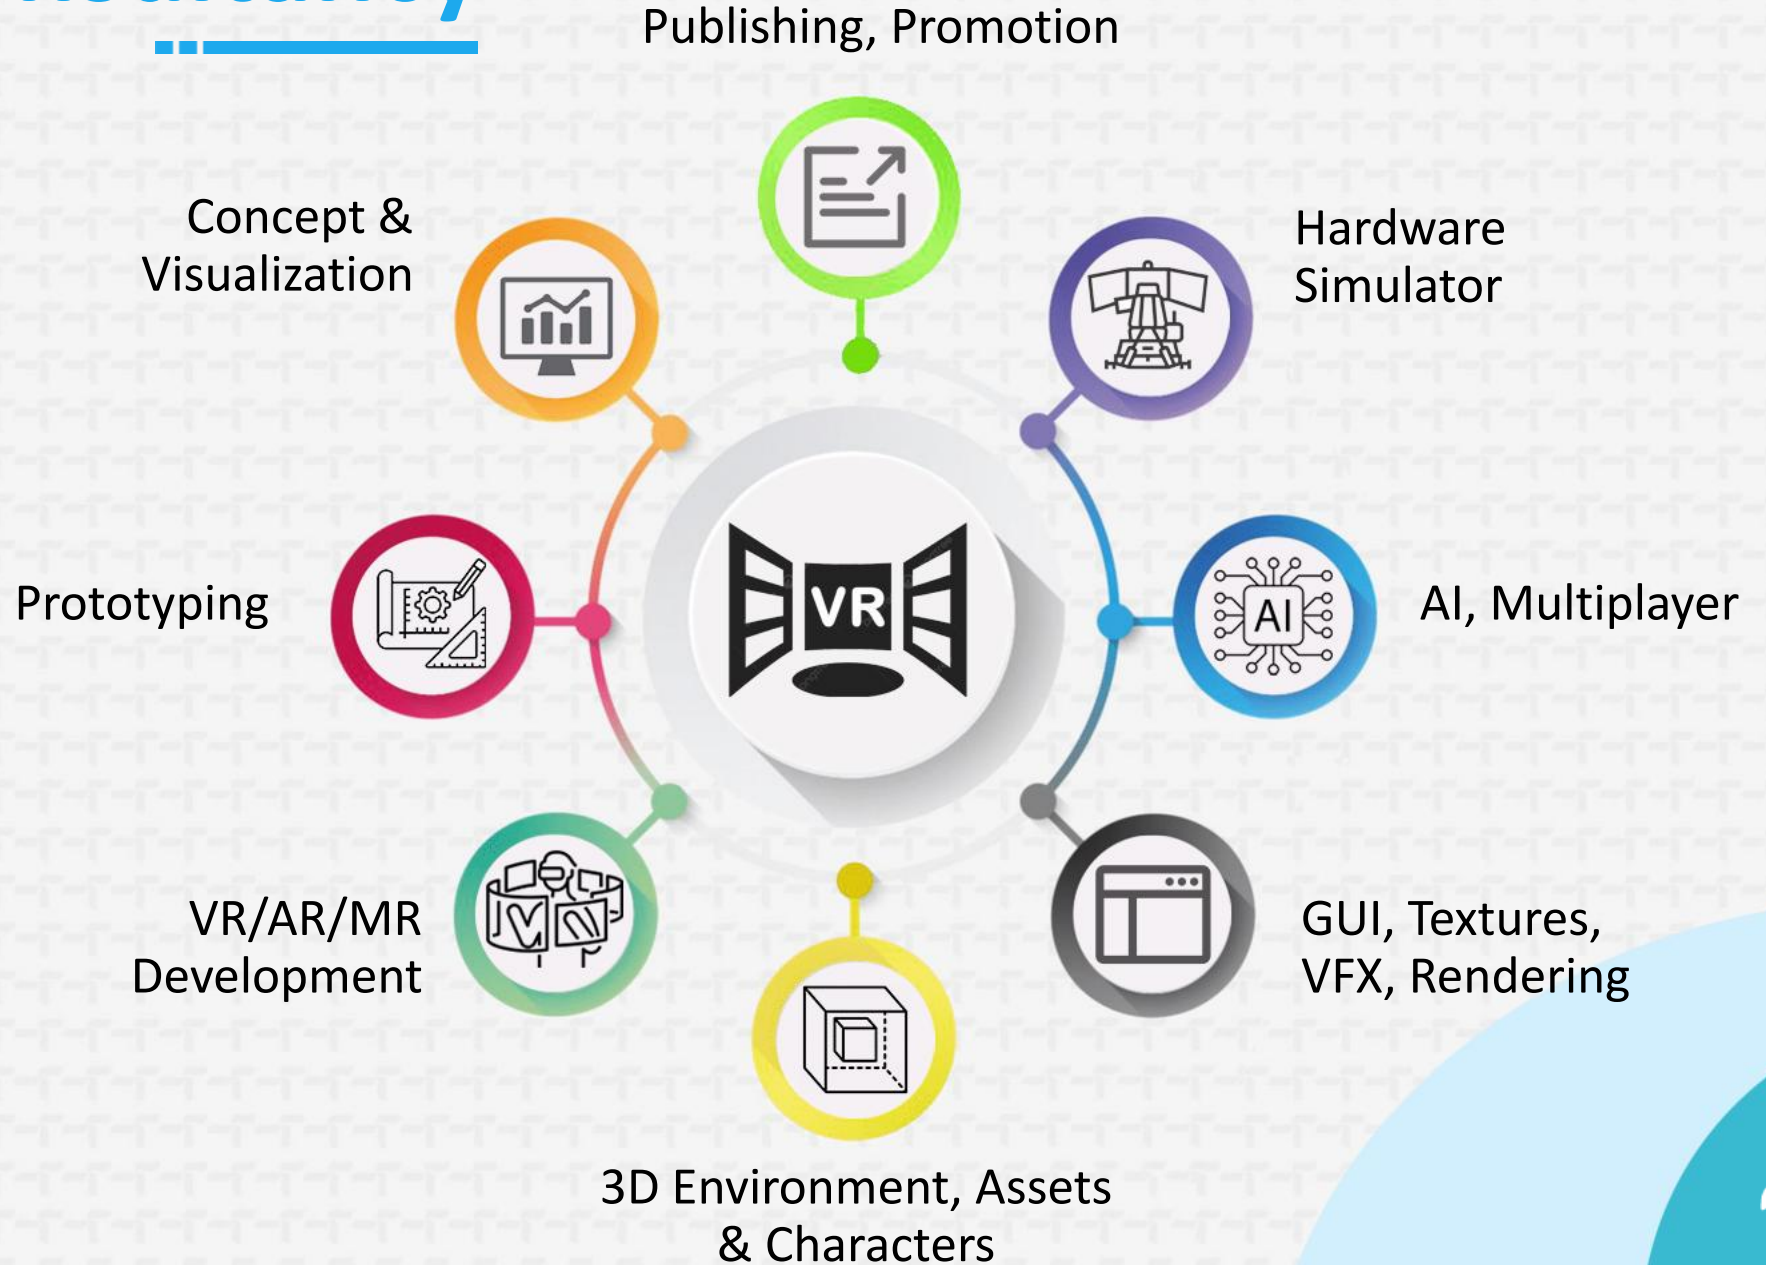 Publishing, Promotion
Concept &
Visualization
Hardware
Simulator
Prototyping
VR
AI
AI, Multiplayer
VR/AR/MR
Development
GUI, Textures,
VFX, Rendering
3D Environment, Assets
& Characters